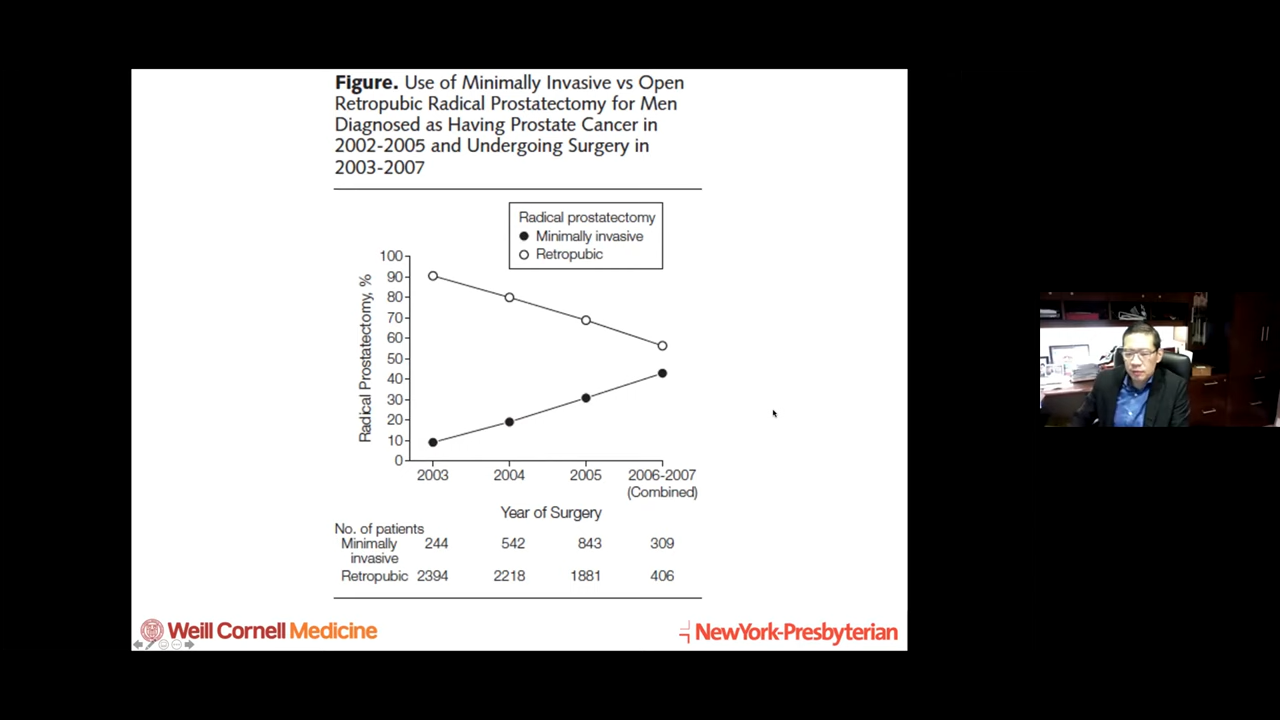 Figure. Use of Minimally Invasive vs Open
Retropubic Radical Prostatectomy for Men
Diagnosed as Having Prostate Cancer in
2002-2005 and Undergoing Surgery in
2003-2007
Radical prostatectomy
Minimally invasive
Retropubic
Radical Prostatectomy, %
100
90
80
70
60
50
40
30
20
10
0
2003 2004 2005 2006-2007
(Combined)
Year of Surgery
No. of patients
Minimally 244 542 843 309
invasive
Retropubic 2394 2218 1881 406
Weill Cornell Medicine
NewYork-Presbyterian